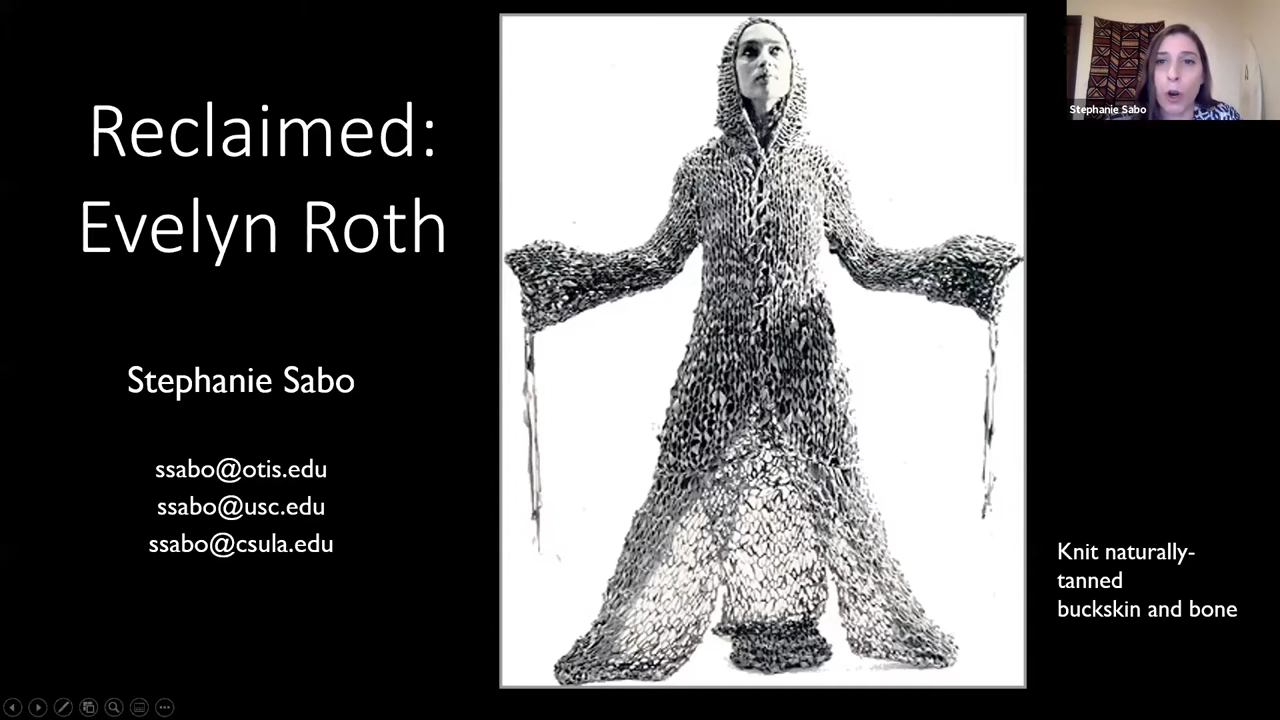 Reclaimed:
Evelyn Roth
Stephanie Sabo
ssabo@otis.edu
ssabo@usc.edu
ssabo@csula.edu
Stephanie Sabo
Knit naturally-
tanned
buckskin and bone